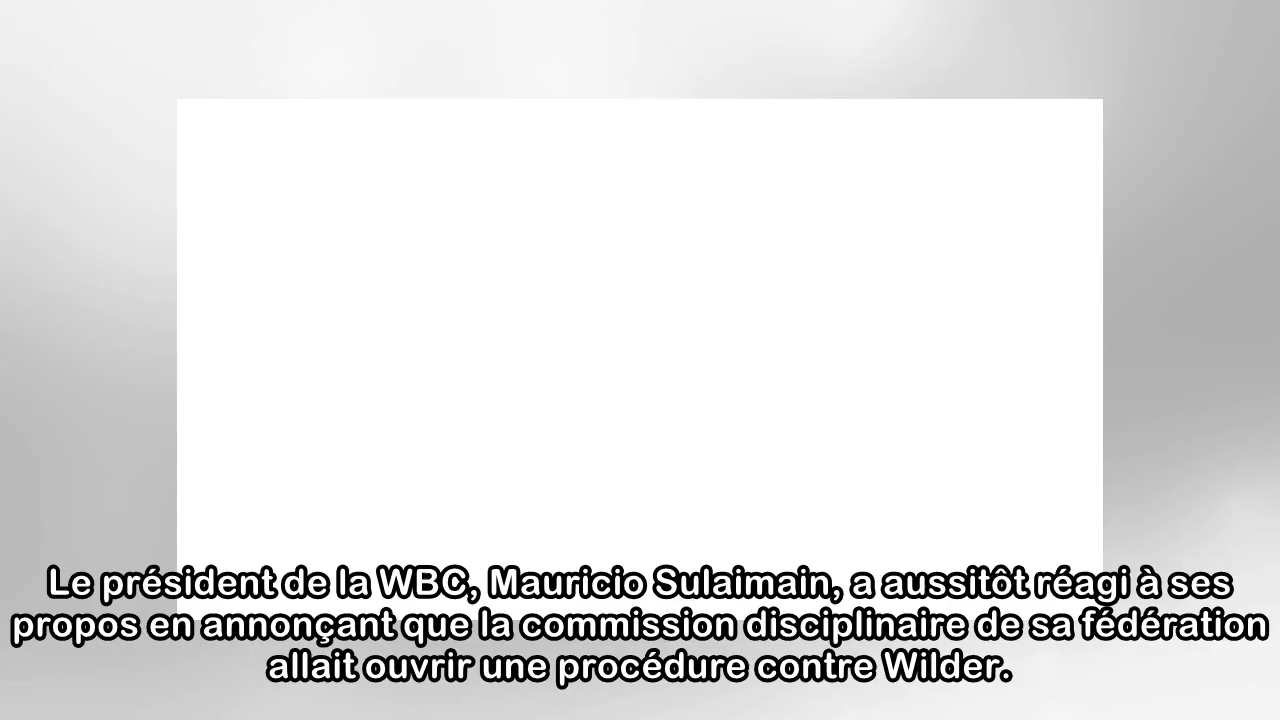 Le président de la WBC, Mauricio Sulaimain, a aussitôt réagi à ses
propos en annonçant que la commission disciplinaire de sa fédération
allait ouvrir une procédure contre Wilder.